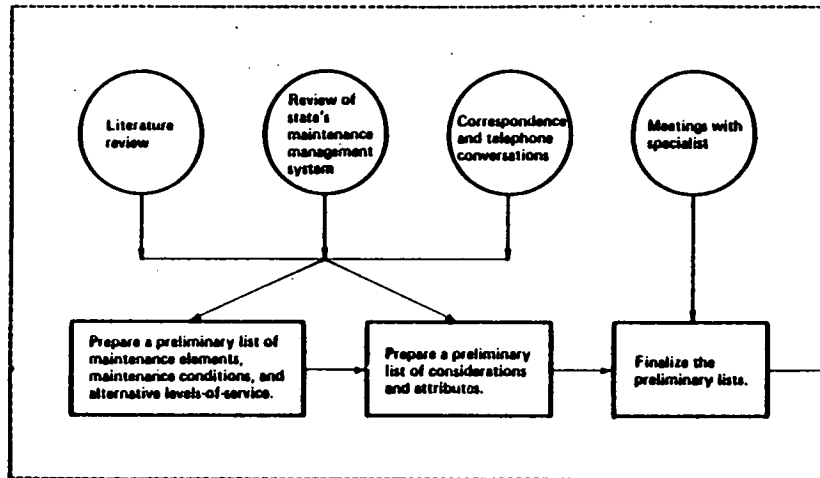 Literature
review
Review of
state's
maintenance
management
system
Correspondence
and telephone
conversations
Meetings with
specialist
Prepare a preliminary list of
maintenance elements,
maintenance conditions, and
alternative levels-of-service.
Prepare a preliminary
list of considerations
and attributos.
Finalize the
preliminary lists.